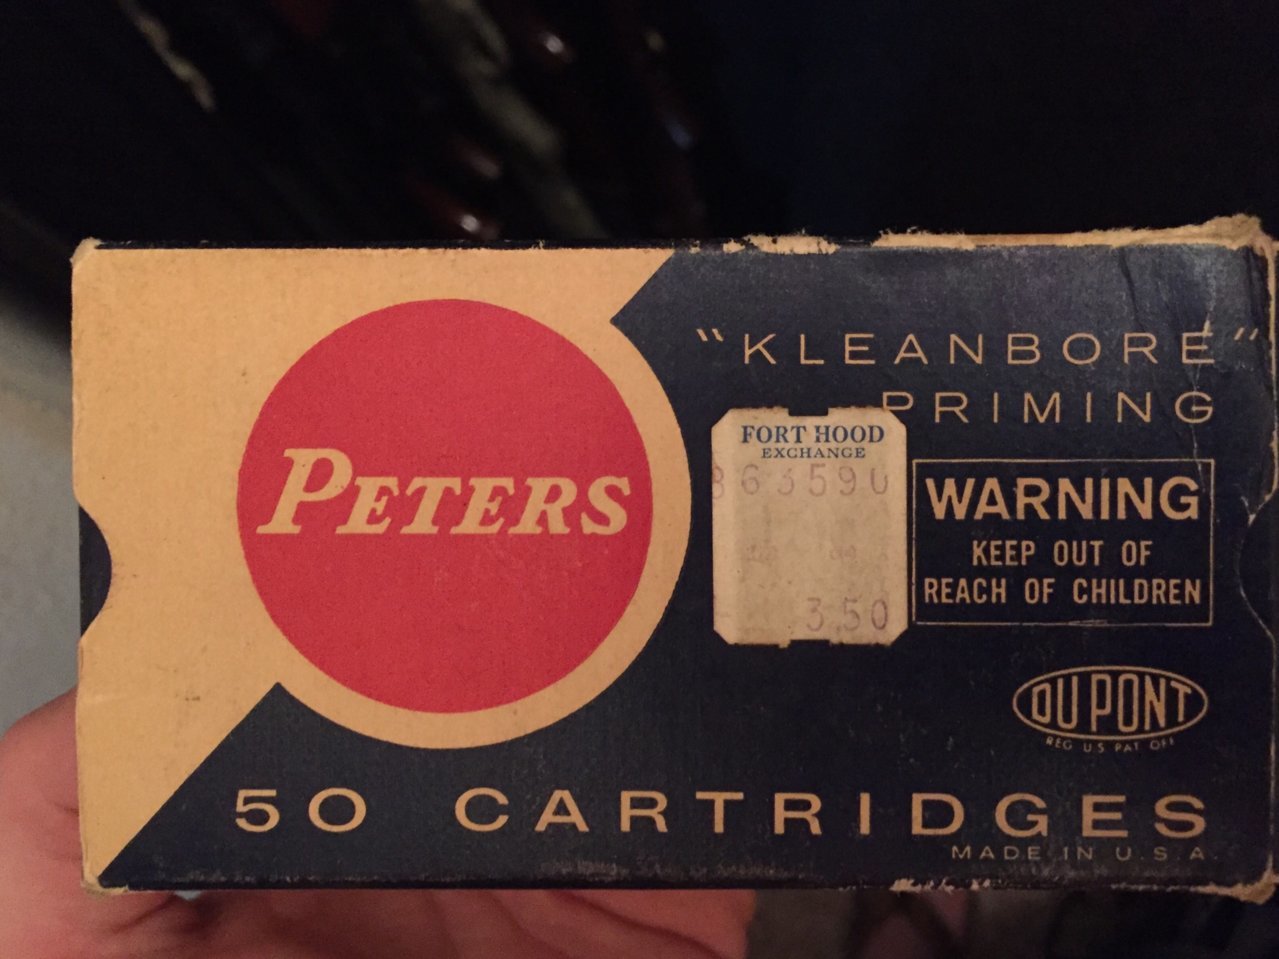 PETERS
"KLEANBORE"
PRIMING
FORT HOOD
EXCHANGE
863590
3.50
WARNING
KEEP OUT OF
REACH OF CHILDREN
DU PONT
REG U.S. PAT OFF
50 CARTRIDGES
MADE IN U.S.A.